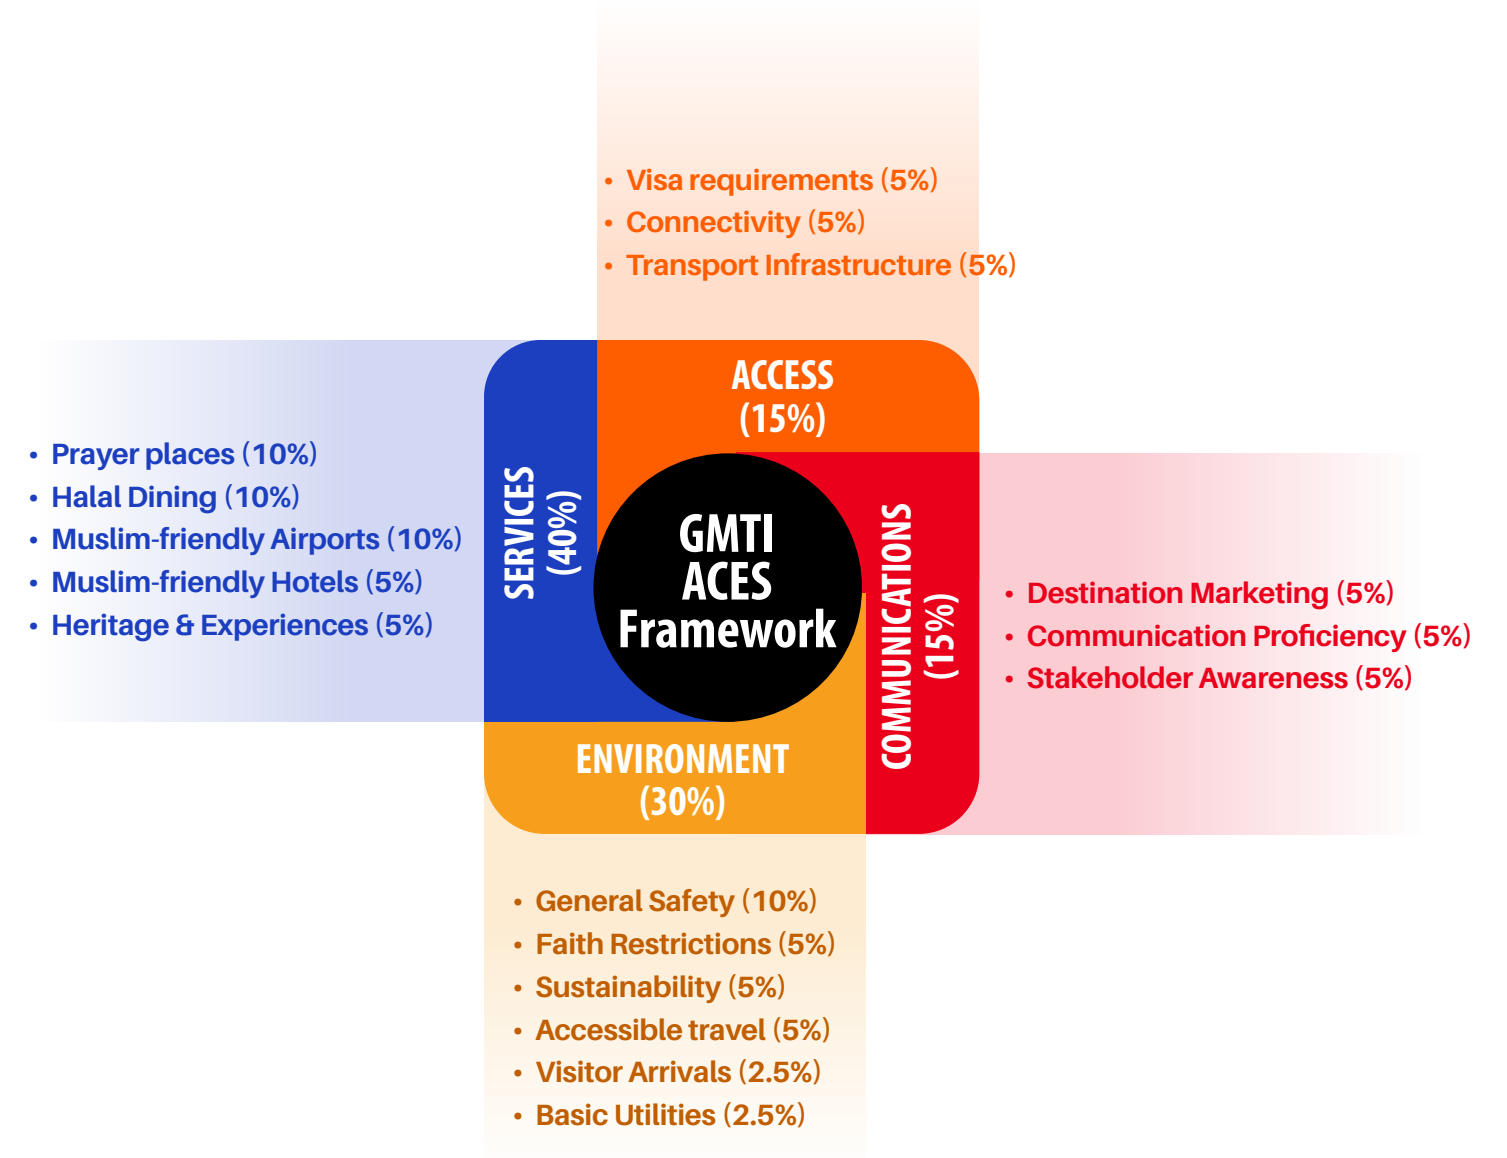 • Visa requirements (5%)
• Connectivity (5%)
• Transport Infrastructure (5%)
ACCESS
(15%)
SERVICES
(40%)
• Prayer places (10%)
• Halal Dining (10%)
• Muslim-friendly Airports (10%)
• Muslim-friendly Hotels (5%)
• Heritage & Experiences (5%)
GMTI
ACES
Framework
COMMUNICATIONS
(15%)
• Destination Marketing (5%)
• Communication Proficiency (5%)
• Stakeholder Awareness (5%)
ENVIRONMENT
(30%)
• General Safety (10%)
• Faith Restrictions (5%)
• Sustainability (5%)
• Accessible travel (5%)
• Visitor Arrivals (2.5%)
• Basic Utilities (2.5%)